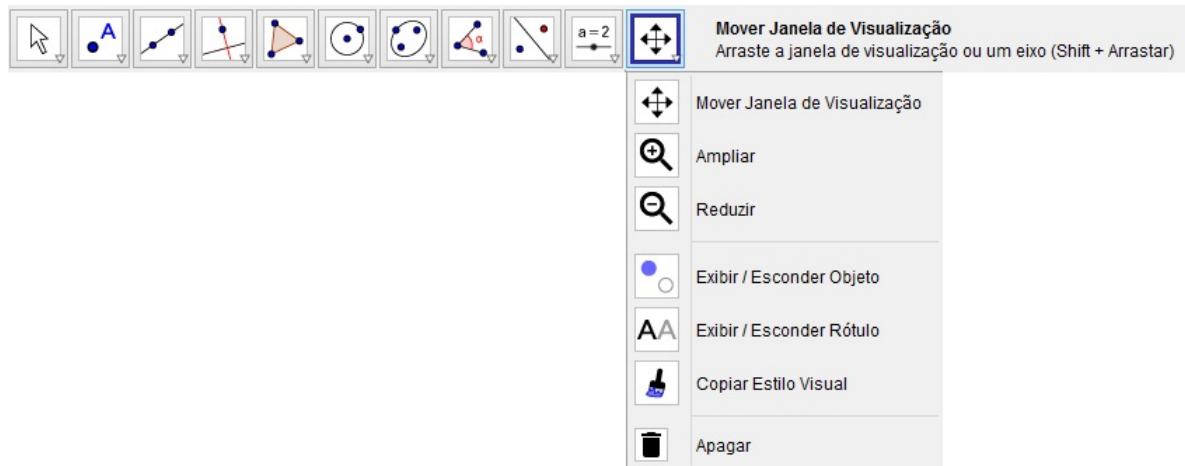 A
α
a=2
Mover Janela de Visualização
Arraste a janela de visualização ou um eixo (Shift + Arrastar)
Mover Janela de Visualização
Ampliar
Reduzir
Exibir / Esconder Objeto
AA Exibir / Esconder Rótulo
Copiar Estilo Visual
Apagar